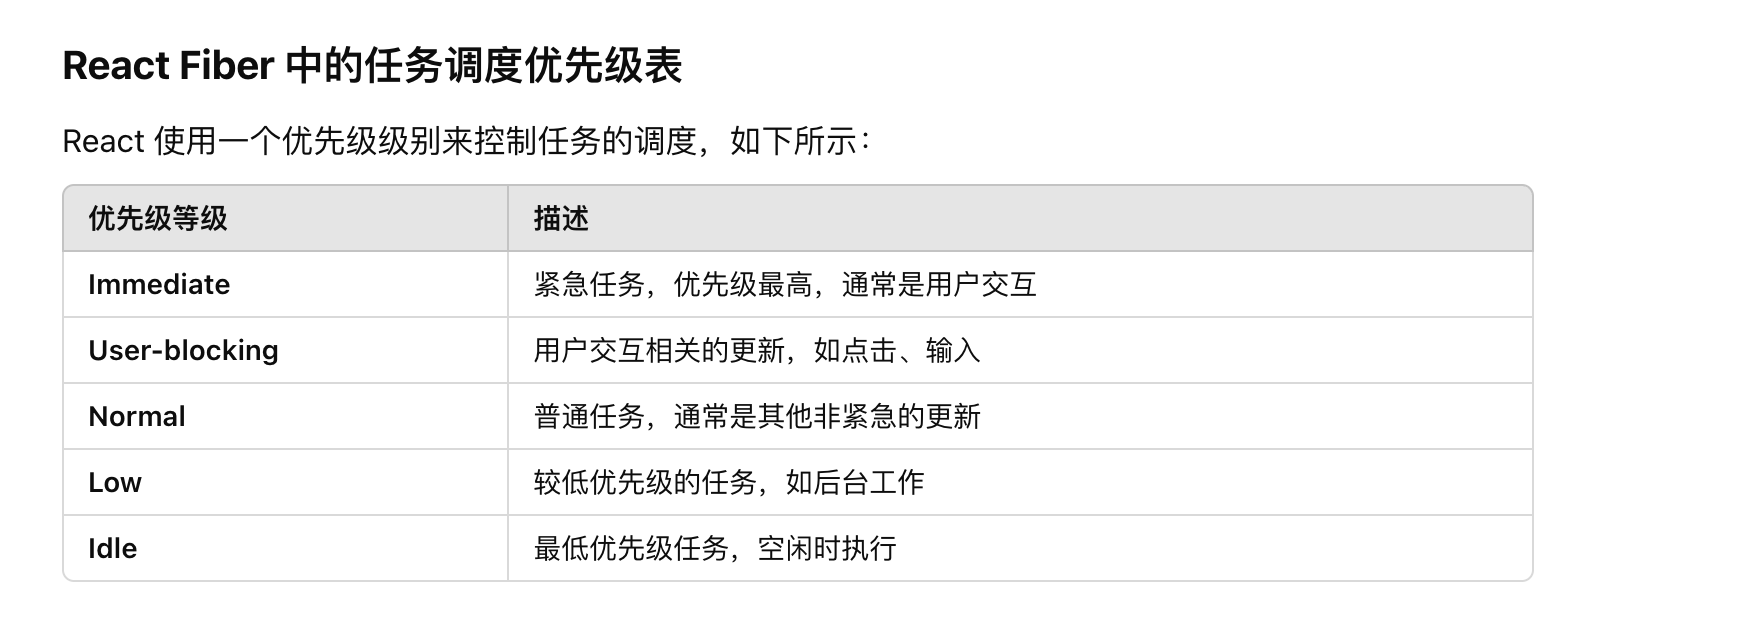 React Fiber 中的任务调度优先级表
React 使用一个优先级级别来控制任务的调度，如下所示：
优先级等级 描述
Immediate 紧急任务，优先级最高，通常是用户交互
User-blocking 用户交互相关的更新，如点击、输入
Normal 普通任务，通常是其他非紧急的更新
Low 较低优先级的任务，如后台工作
Idle 最低优先级任务，空闲时执行